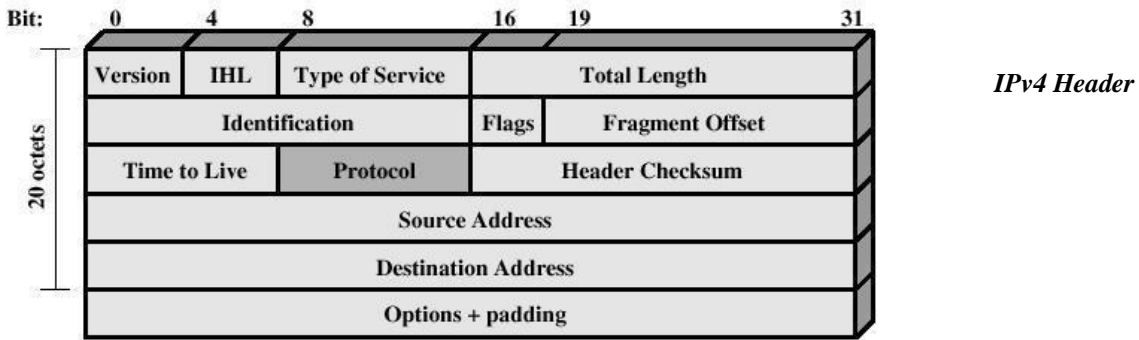 Bit: 0 4 8 16 19 31
Version IHL Type of Service Total Length
IPv4 Header
Identification Flags Fragment Offset
Time to Live Protocol Header Checksum
20 octets
Source Address
Destination Address
Options + padding